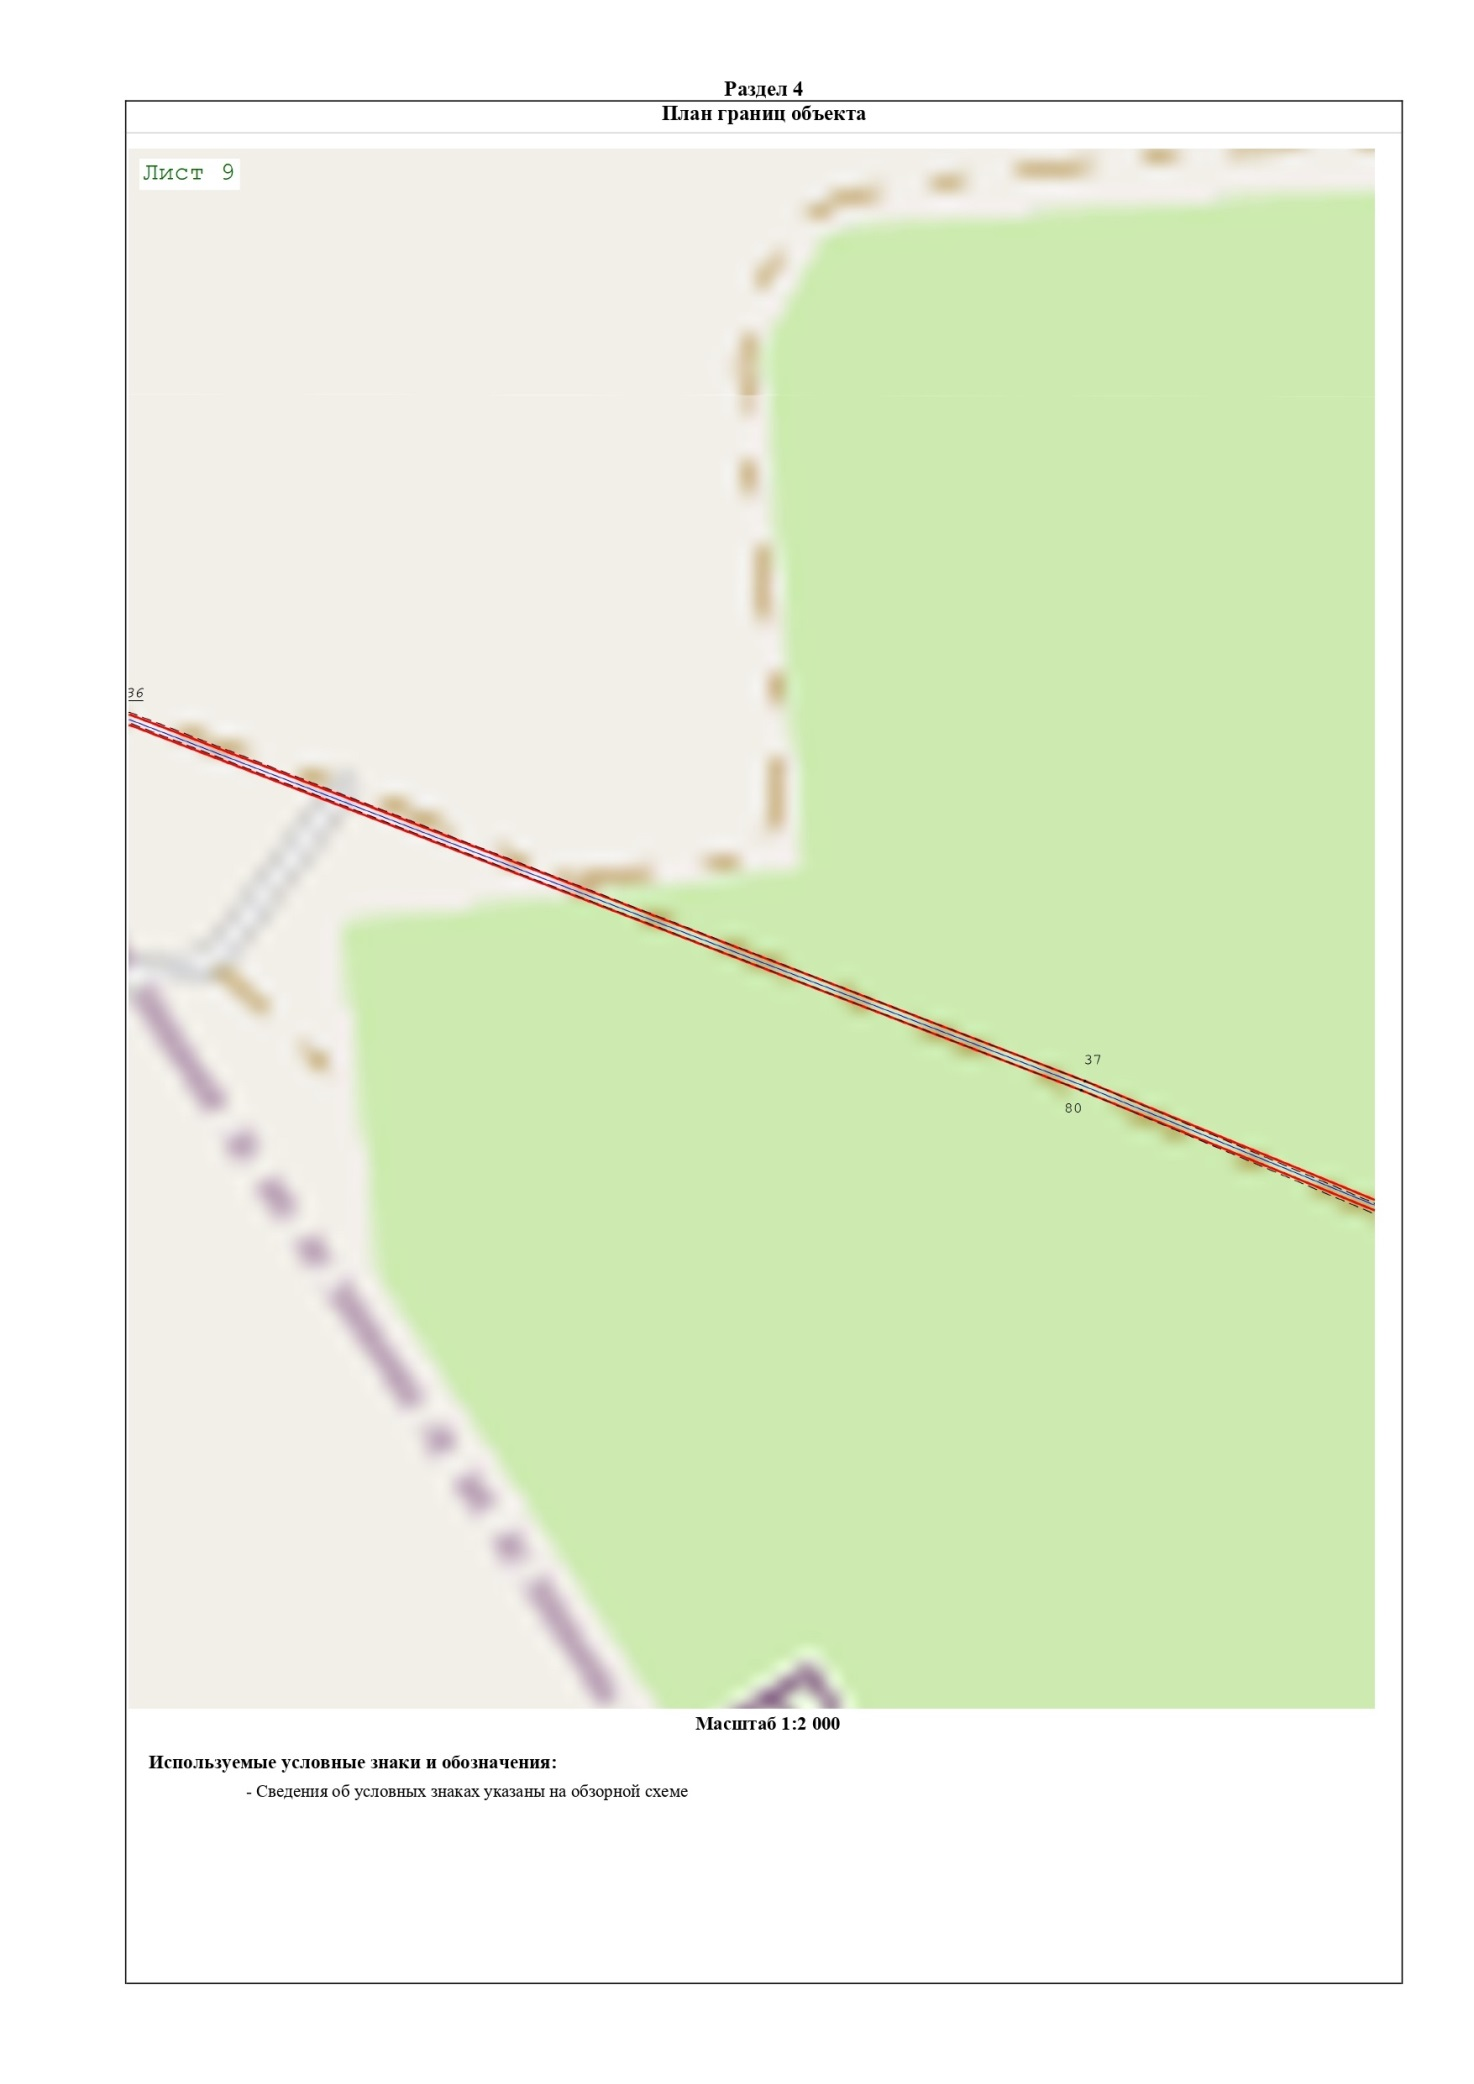 Раздел 4
План границ объекта
Лист 9
36
37
80
Масштаб 1:2 000
Используемые условные знаки и обозначения:
- Сведения об условных знаках указаны на обзорной схеме